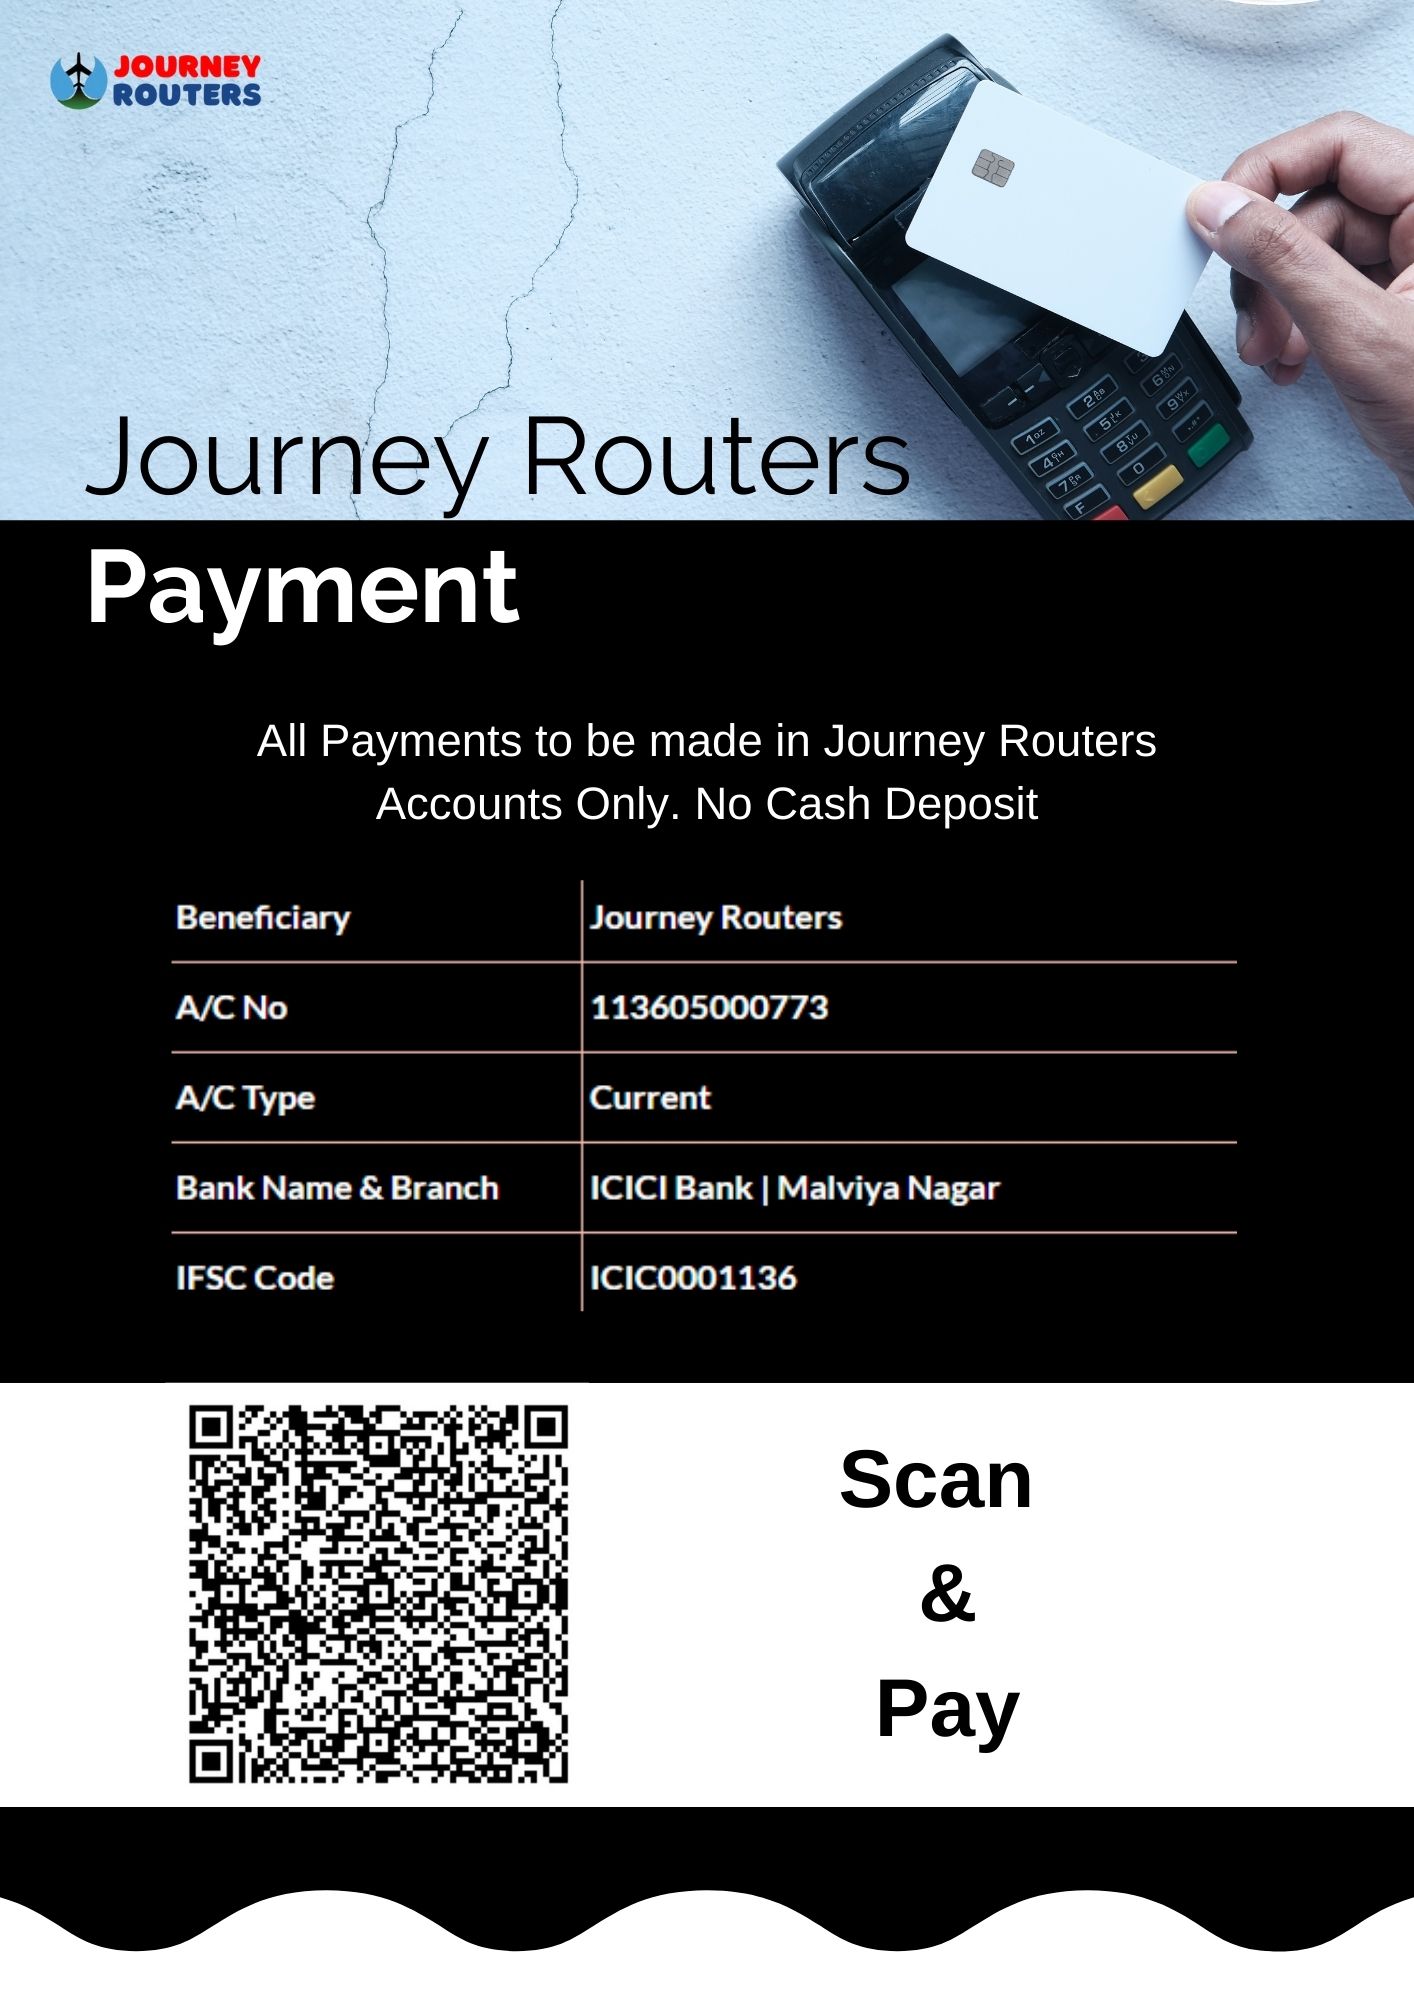 JOURNEY
ROUTERS
Journey Routers
Payment
All Payments to be made in Journey Routers
Accounts Only. No Cash Deposit
Beneficiary Journey Routers
A/C No 113605000773
A/C Type Current
Bank Name & Branch ICICI Bank | Malviya Nagar
IFSC Code ICIC0001136
Scan
&
Pay